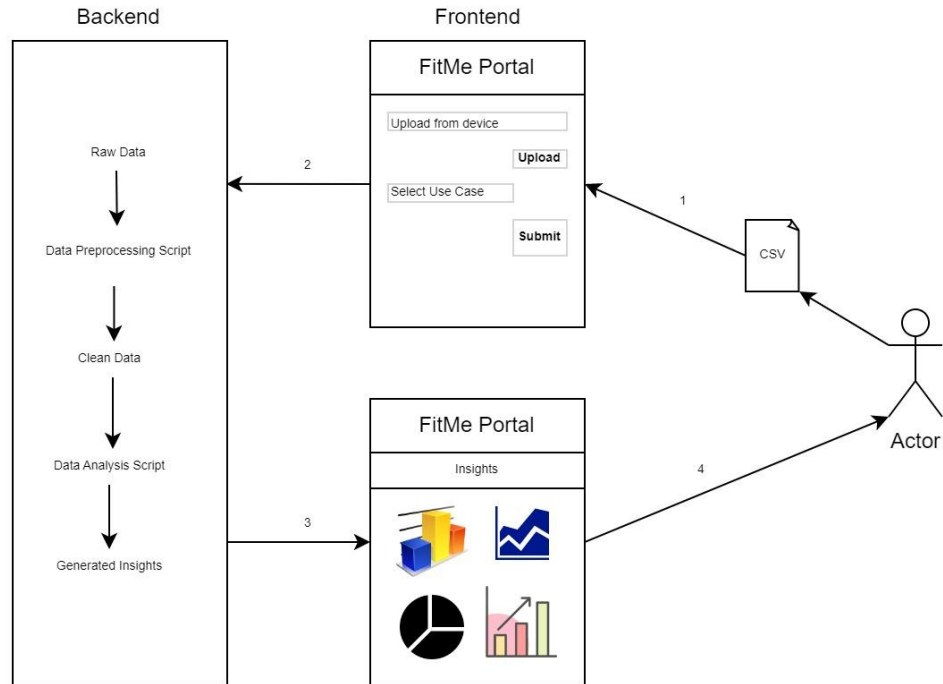 Backend
Frontend
FitMe Portal
Upload from device
Upload
Select Use Case
Submit
Raw Data
Data Preprocessing Script
Clean Data
Data Analysis Script
Generated Insights
2
1
CSV
Actor
FitMe Portal
Insights
3
4